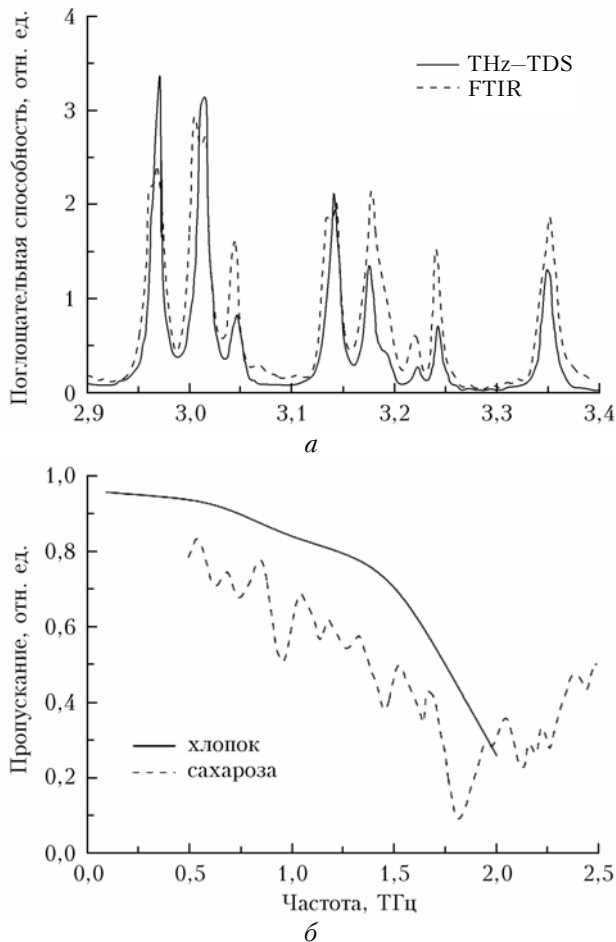 4
3
2
1
0
Поглощательная способность, отн. ед.
THz–TDS
FTIR
2,9 3,0 3,1 3,2 3,3 3,4
а
1,0
0,8
0,6
0,4
0,2
0,0
Пропускание, отн. ед.
хлопок
сахароза
0,0 0,5 1,0 1,5 2,0 2,5
Частота, ТГц
б